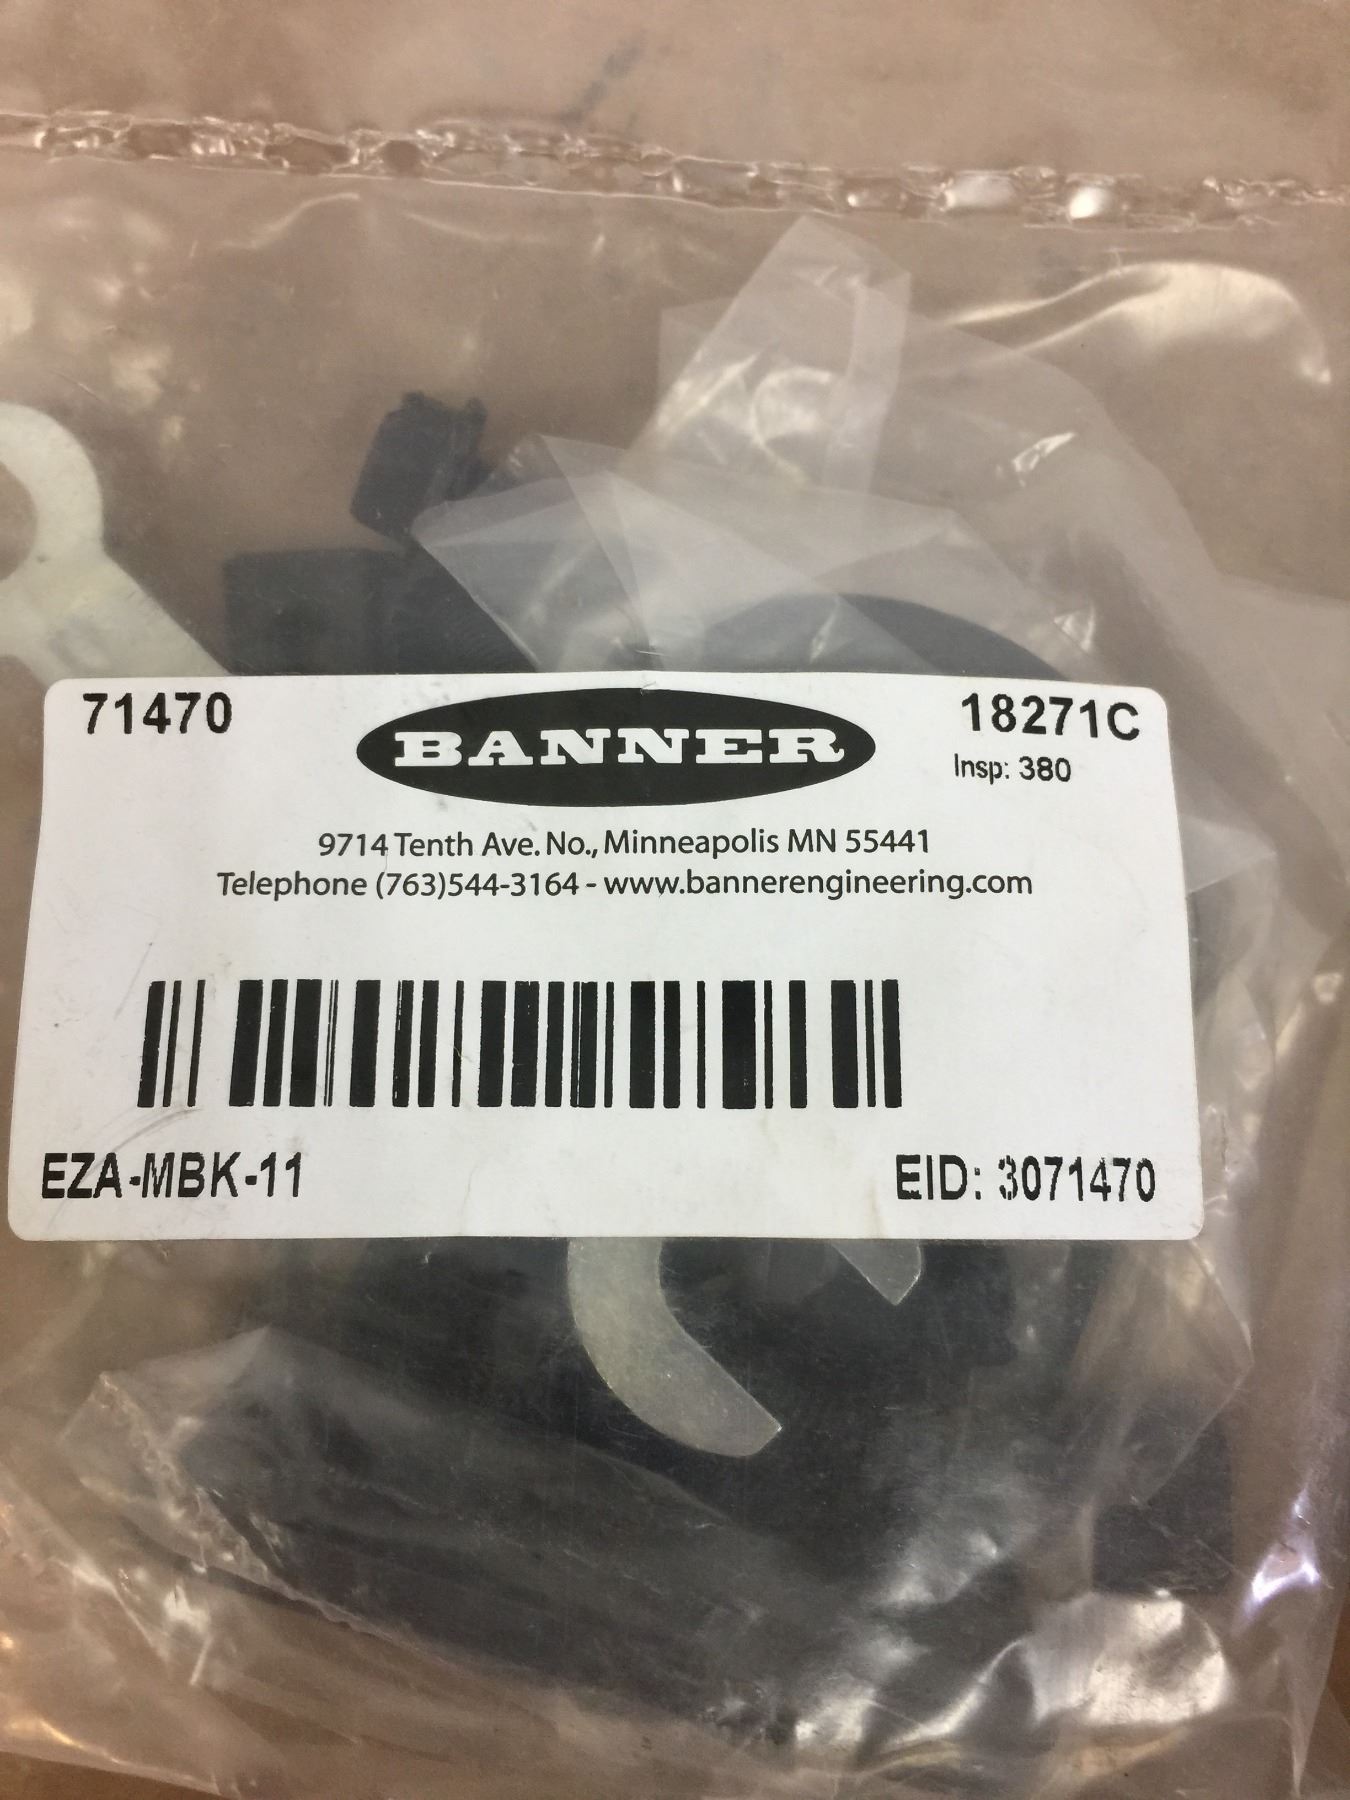 71470
BANNER
18271C
Insp: 380
9714 Tenth Ave. No., Minneapolis MN 55441
Telephone (763)544-3164 - www.bannerengineering.com
EZA-MBK-11
EID: 3071470